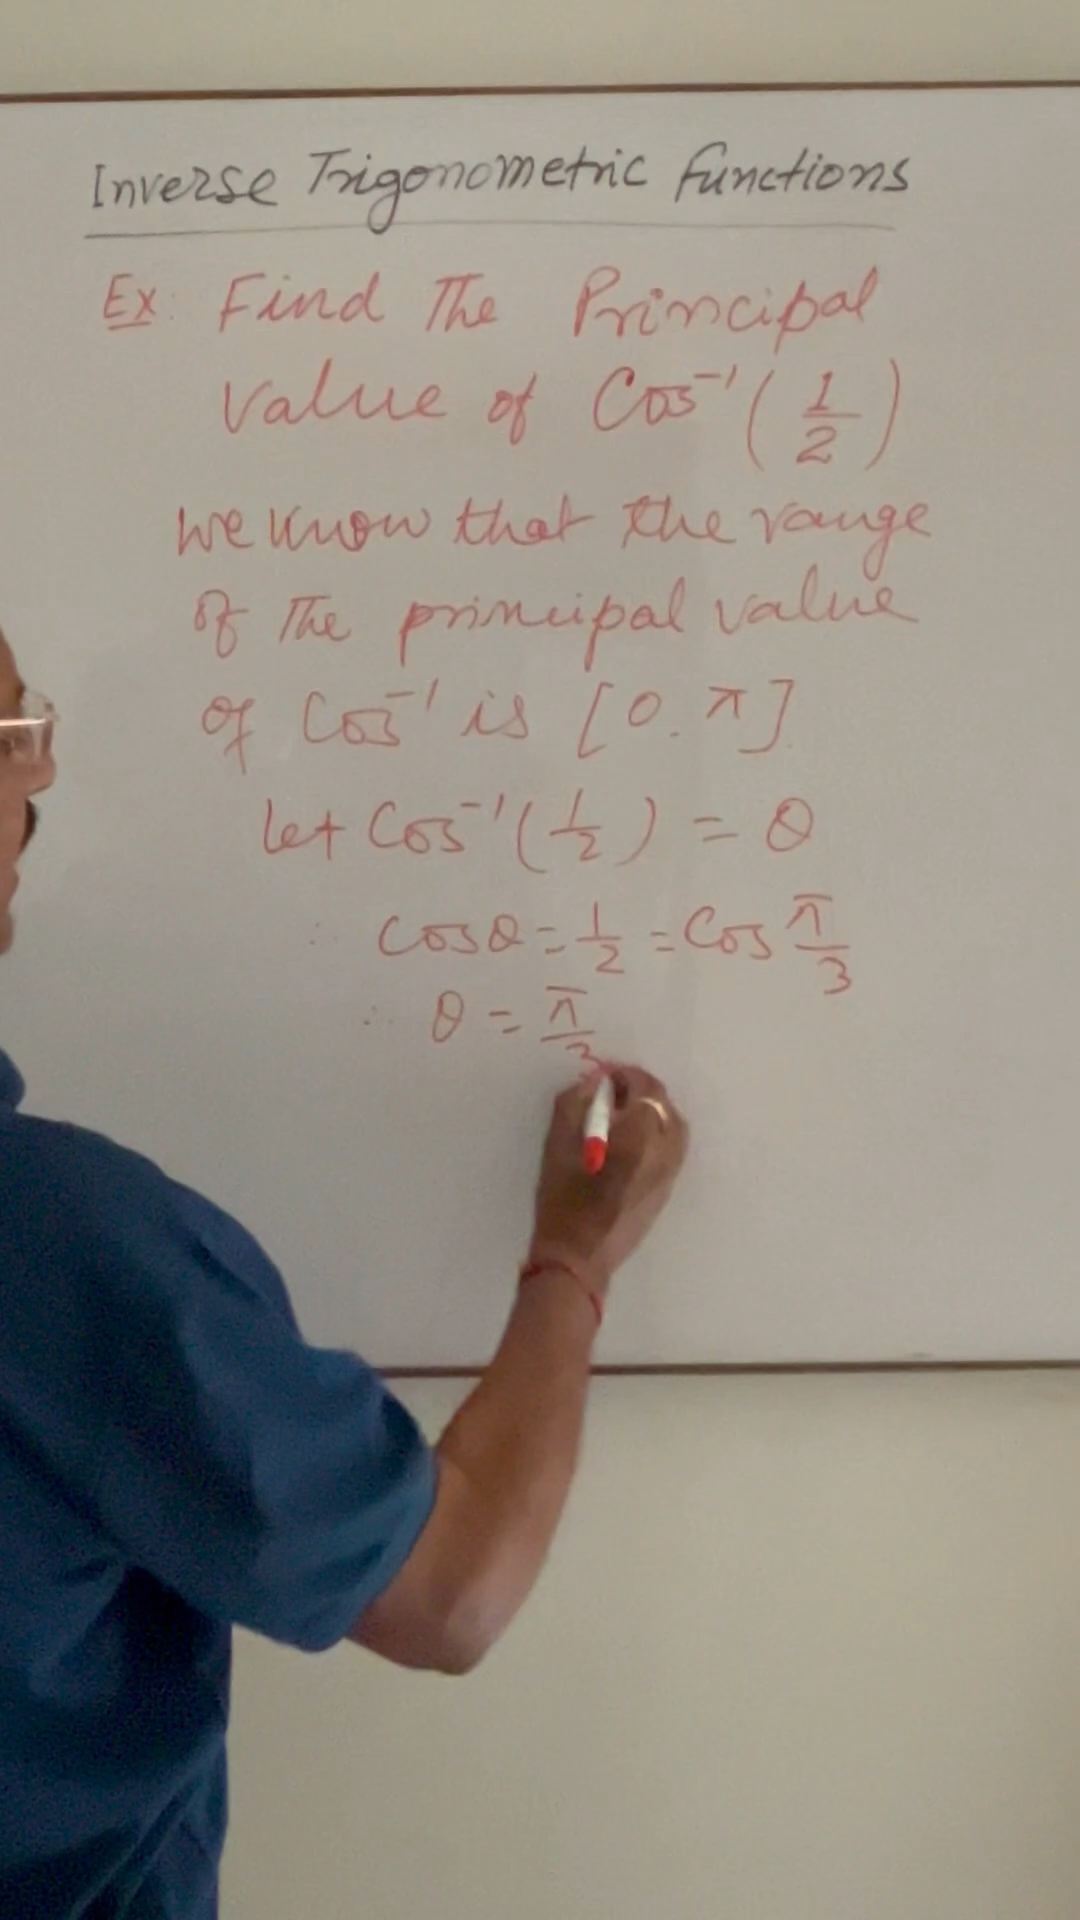 Inverse Trigonometric functions
Ex: Find The Principal
Value of Cos⁻¹(1/2)
we know that the range
of The principal value
of Cos⁻¹ is [0.π].
let Cos⁻¹(1/2) = θ
∴ cosθ = 1/2 = Cos π/3
∴ θ = π/3